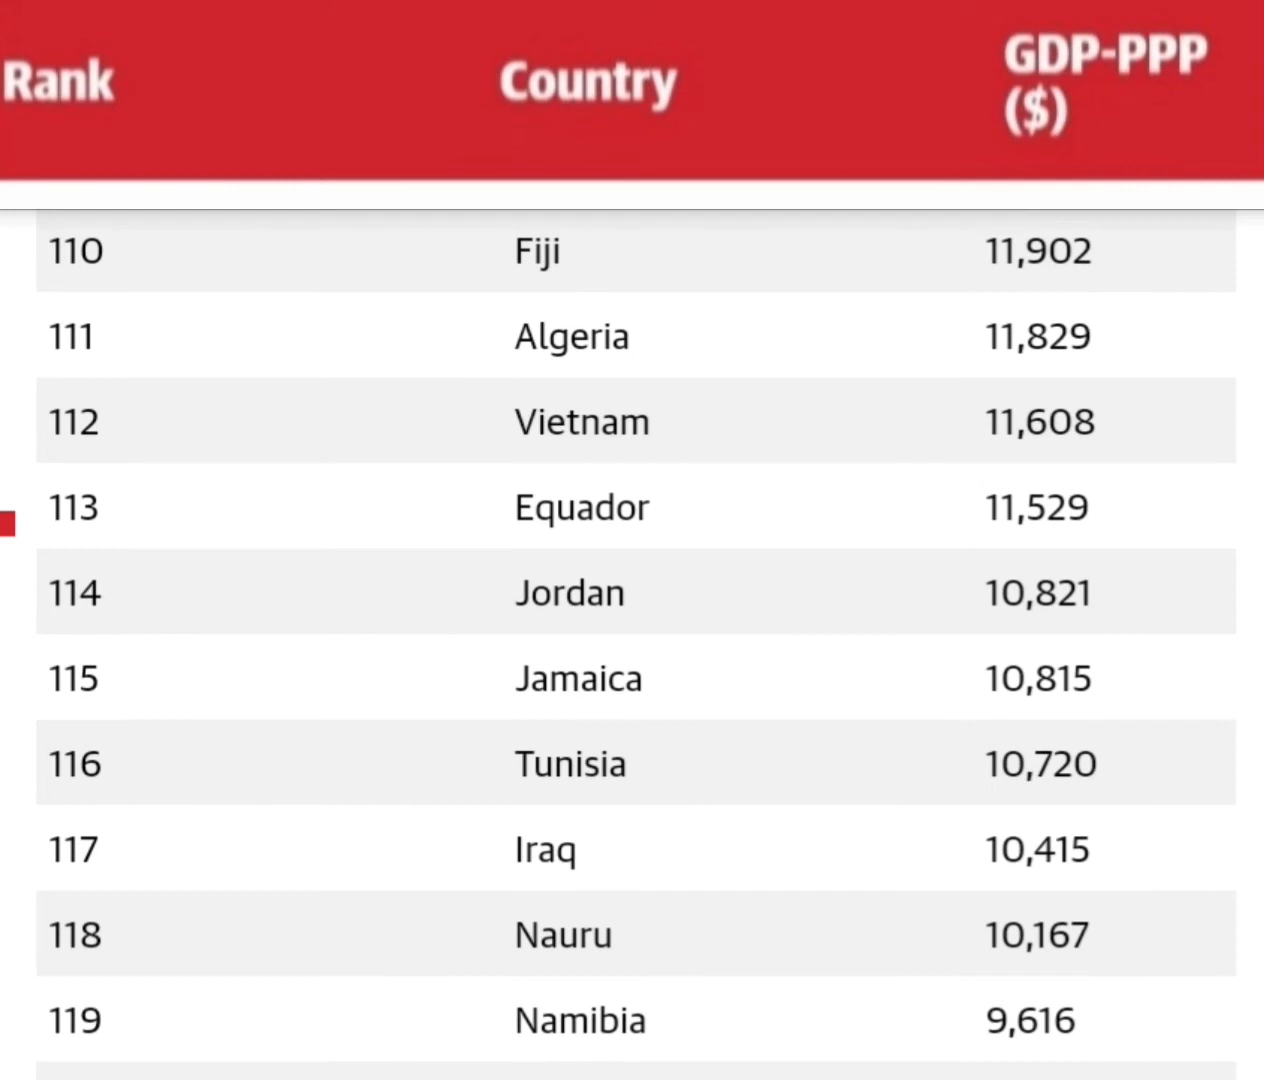 Rank Country GDP-PPP ($)
110 Fiji 11,902
111 Algeria 11,829
112 Vietnam 11,608
113 Equador 11,529
114 Jordan 10,821
115 Jamaica 10,815
116 Tunisia 10,720
117 Iraq 10,415
118 Nauru 10,167
119 Namibia 9,616